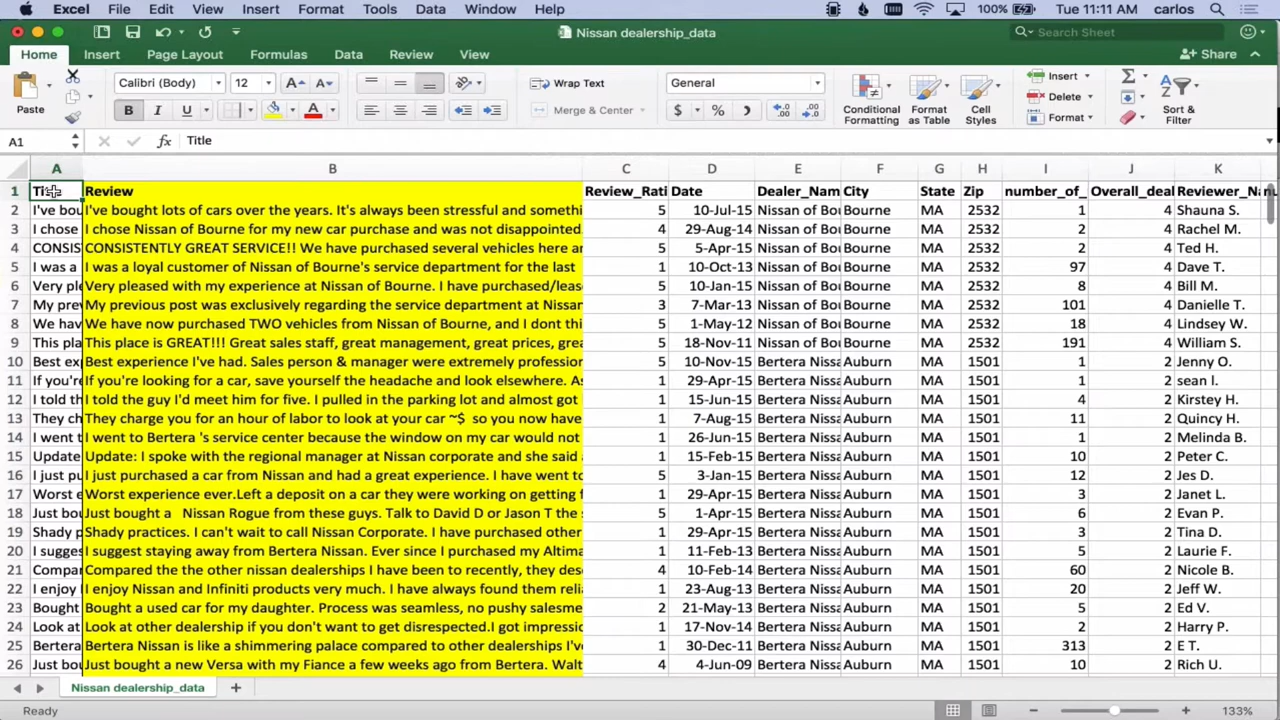 Excel File Edit View Insert Format Tools Data Window Help 100% Tue 11:11 AM carlos
Nissan dealership_data
Search Sheet
Home Insert Page Layout Formulas Data Review View Share
Paste
Calibri (Body) 12 A A
B I U A
Wrap Text
Merge & Center
General
$ % )
Conditional Formatting
Format as Table
Cell Styles
Insert
Delete
Format
Sort & Filter
A1 fx Title
A B C D E F G H I J K
1 Title Review Review_Rati Date Dealer_Nam City State Zip number_of_ Overall_deal Reviewer_Na
2 I've bou I've bought lots of cars over the years. It's always been stressful and somethi 5 10-Jul-15 Nissan of Bou Bourne MA 2532 1 4 Shauna S.
3 I chose I chose Nissan of Bourne for my new car purchase and was not disappointed. 4 29-Aug-14 Nissan of Bou Bourne MA 2532 2 4 Rachel M.
4 CONSIS CONSISTENTLY GREAT SERVICE!! We have purchased several vehicles here an 5 5-Apr-15 Nissan of Bou Bourne MA 2532 2 4 Ted H.
5 I was a I was a loyal customer of Nissan of Bourne's service department for the last 1 10-Oct-13 Nissan of Bou Bourne MA 2532 97 4 Dave T.
6 Very ple Very pleased with my experience at Nissan of Bourne. I have purchased/lease 5 10-Jan-15 Nissan of Bou Bourne MA 2532 8 4 Bill M.
7 My prev My previous post was exclusively regarding the service department at Nissan 3 7-Mar-13 Nissan of Bou Bourne MA 2532 101 4 Danielle T.
8 We hav We have now purchased TWO vehicles from Nissan of Bourne, and I dont thi 5 1-May-12 Nissan of Bou Bourne MA 2532 18 4 Lindsey W.
9 This pla This place is GREAT!!! Great sales staff, great management, great prices, grea 5 18-Nov-11 Nissan of Bou Bourne MA 2532 191 4 William S.
10 Best exp Best experience I've had. Sales person & manager were extremely profession 5 10-Nov-15 Bertera Nissa Auburn MA 1501 1 2 Jenny O.
11 If you're If you're looking for a car, save yourself the headache and look elsewhere. As 1 29-Apr-15 Bertera Nissa Auburn MA 1501 1 2 sean l.
12 I told th I told the guy I'd meet him for five. I pulled in the parking lot and almost got 1 15-Jun-15 Bertera Nissa Auburn MA 1501 4 2 Kirstey H.
13 They ch They charge you for an hour of labor to look at your car ~$ so you now have 1 7-Aug-15 Bertera Nissa Auburn MA 1501 11 2 Quincy H.
14 I went t I went to Bertera 's service center because the window on my car would not 1 26-Jun-15 Bertera Nissa Auburn MA 1501 1 2 Melinda B.
15 Update: Update: I spoke with the regional manager at Nissan corporate and she said 1 15-Feb-15 Bertera Nissa Auburn MA 1501 10 2 Peter C.
16 I just pu I just purchased a car from Nissan and had a great experience. I have went to 5 3-Jan-15 Bertera Nissa Auburn MA 1501 12 2 Jes D.
17 Worst e Worst experience ever.Left a deposit on a car they were working on getting f 1 29-Apr-15 Bertera Nissa Auburn MA 1501 3 2 Janet L.
18 Just bou Just bought a Nissan Rogue from these guys. Talk to David D or Jason T the s 5 1-Apr-15 Bertera Nissa Auburn MA 1501 6 2 Evan P.
19 Shady p Shady practices. I can't wait to call Nissan Corporate. I have purchased other 1 29-Apr-15 Bertera Nissa Auburn MA 1501 3 2 Tina D.
20 I sugges I suggest staying away from Bertera Nissan. Ever since I purchased my Altima 1 11-Feb-13 Bertera Nissa Auburn MA 1501 5 2 Laurie F.
21 Compar Compared the the other nissan dealerships I have been to recently, they dese 4 10-Feb-14 Bertera Nissa Auburn MA 1501 60 2 Nicole B.
22 I enjoy I enjoy Nissan and Infiniti products very much. I have always found them reli 1 23-Aug-13 Bertera Nissa Auburn MA 1501 20 2 Jeff W.
23 Bought Bought a used car for my daughter. Process was seamless, no pushy salesme 2 21-May-13 Bertera Nissa Auburn MA 1501 5 2 Ed V.
24 Look at Look at other dealership if you don't want to get disrespected.I got impressio 1 17-Nov-14 Bertera Nissa Auburn MA 1501 2 2 Harry P.
25 Bertera Bertera Nissan is like a shimmering palace compared to other dealerships I'v 1 30-Dec-11 Bertera Nissa Auburn MA 1501 313 2 E T.
26 Just bou Just bought a new Versa with my Fiance a few weeks ago from Bertera. Walt 4 4-Jun-09 Bertera Nissa Auburn MA 1501 10 2 Rich U.
Nissan dealership_data +
Ready 133%